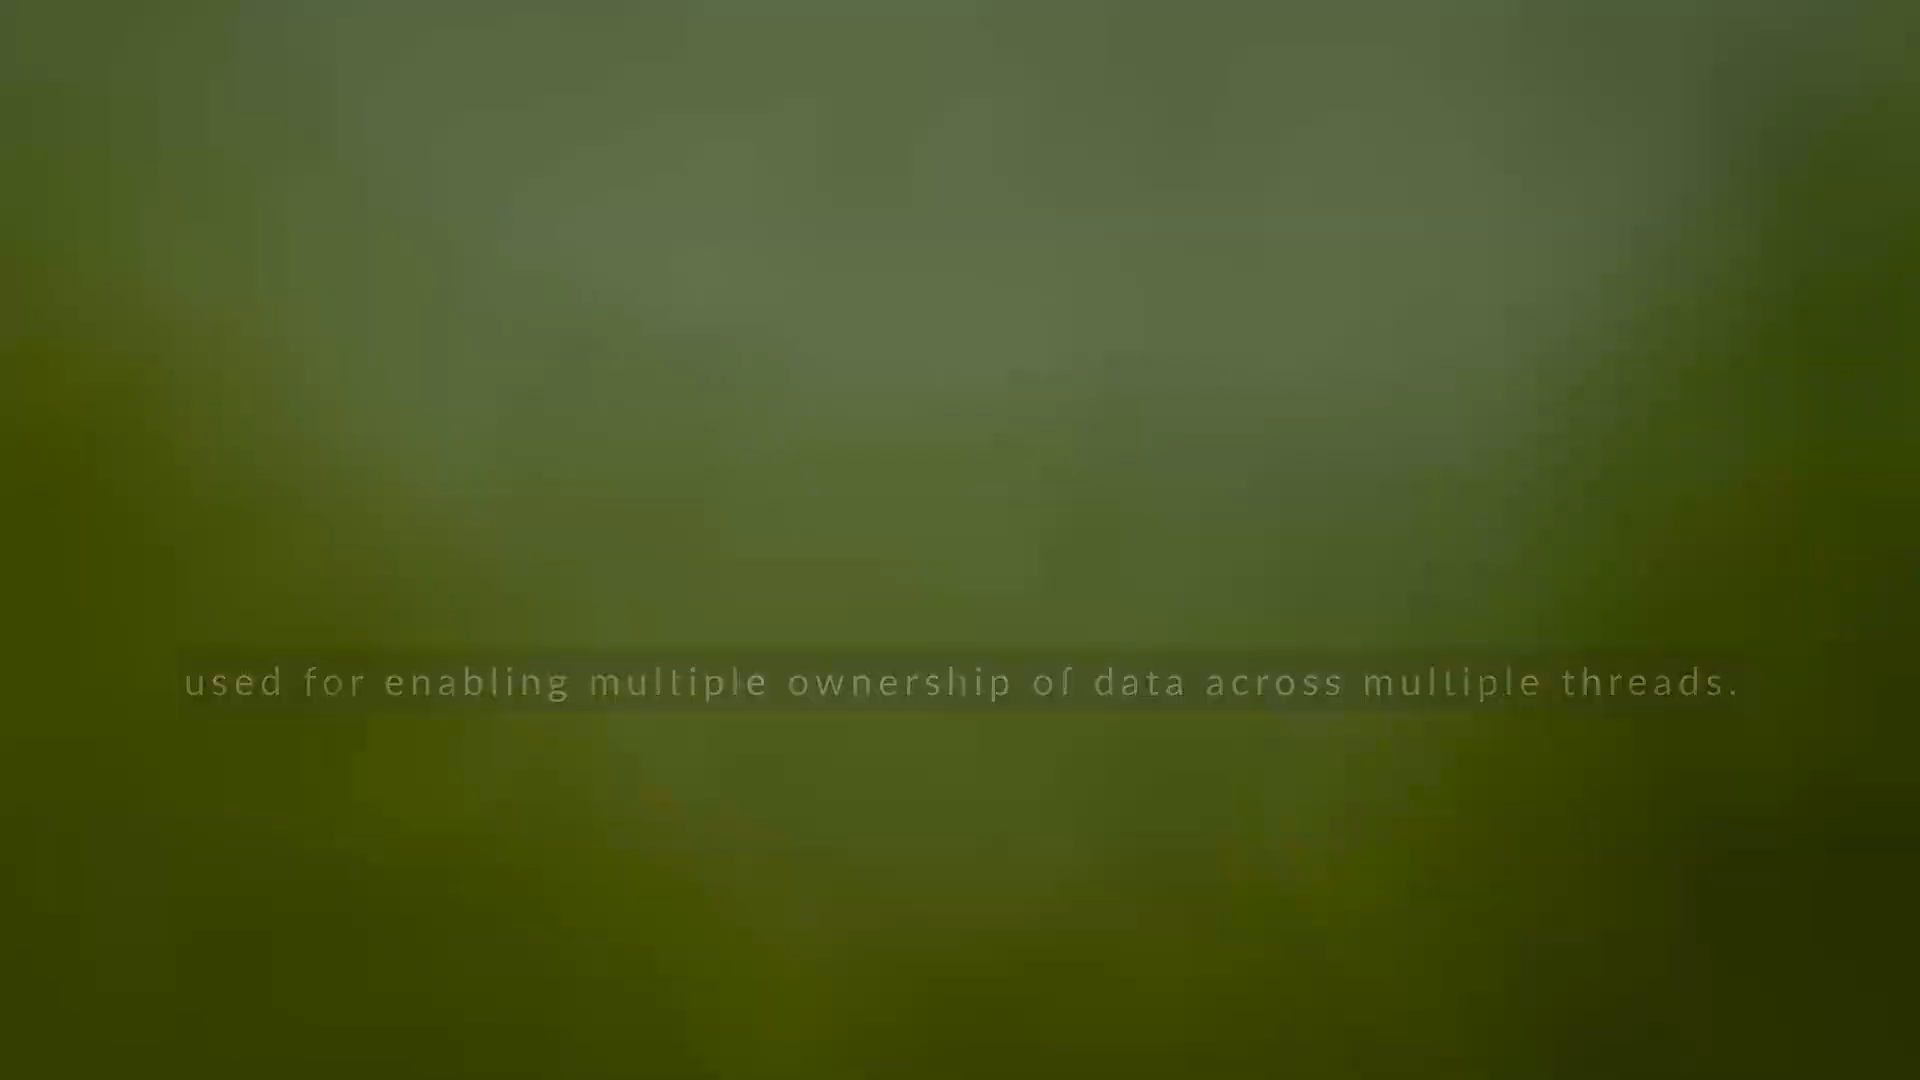 used for enabling multiple ownership of data across multiple threads.